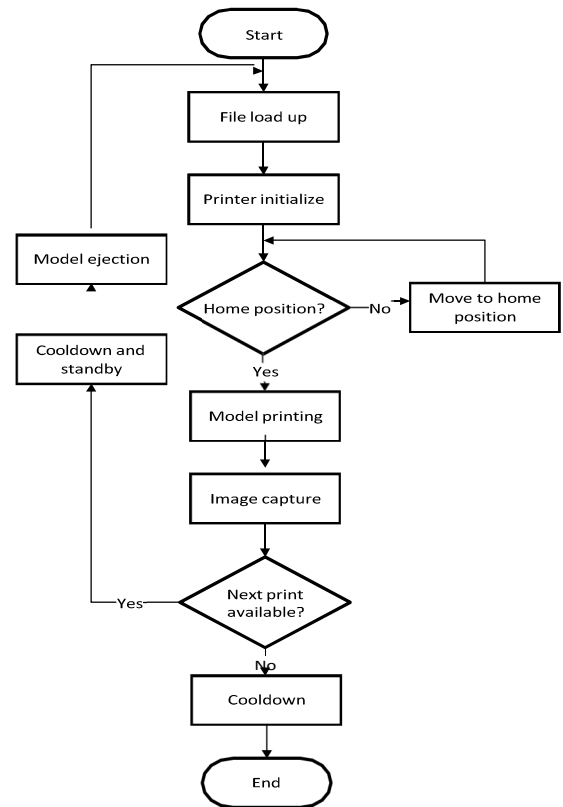 Start
File load up
Printer initialize
Model ejection
Home position?
No
Move to home
position
Cooldown and
standby
Yes
Model printing
Image capture
Next print
available?
Yes
No
Cooldown
End